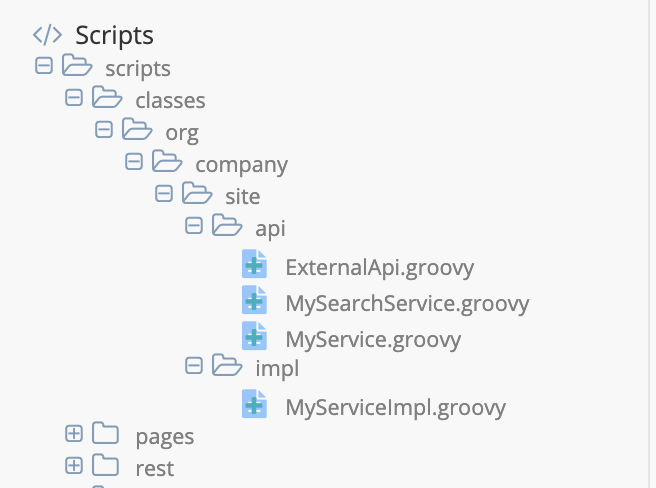 Scripts
scripts
classes
org
company
site
api
ExternalApi.groovy
MySearchService.groovy
MyService.groovy
impl
MyServiceImpl.groovy
pages
rest